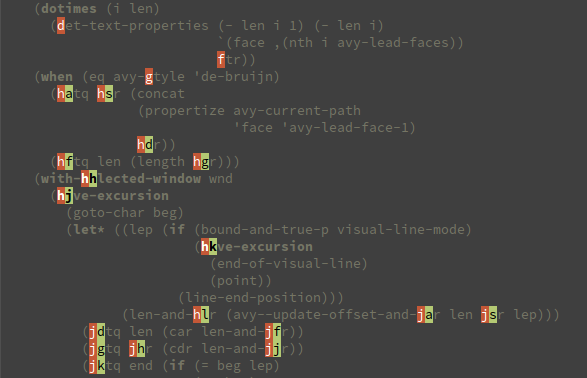 (dotimes (i len)
(det-text-properties (- len i 1) (- len i)
`(face ,(nth i avy-lead-faces))
ftr))
(when (eq avy-gtyle 'de-bruijn)
(hatq hsr (concat
(propertize avy-current-path
'face 'avy-lead-face-1)
hdr))
(hftq len (length hgr)))
(with-hhlected-window wnd
(hjve-excursion
(goto-char beg)
(let* ((lep (if (bound-and-true-p visual-line-mode)
(hkve-excursion
(end-of-visual-line)
(point))
(line-end-position)))
(len-and-hlr (avy--update-offset-and-jar len jsr lep)))
(jdtq len (car len-and-jfr))
(jgtq jhr (cdr len-and-jjr))
(jktq end (if (= beg lep)